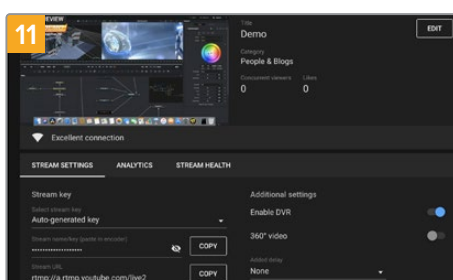 PREVIEW
11
Title
Demo
EDIT
Category
People & Blogs
Concurrent viewers Likes
0 0
Excellent connection
STREAM SETTINGS ANALYTICS STREAM HEALTH
Stream key Additional settings
Select stream key
Auto-generated key
Enable DVR
Stream name/key (paste in encoder)
COPY
360° video
Stream URL
rtmp://a.rtmp.youtube.com/live2
COPY
Added delay
None